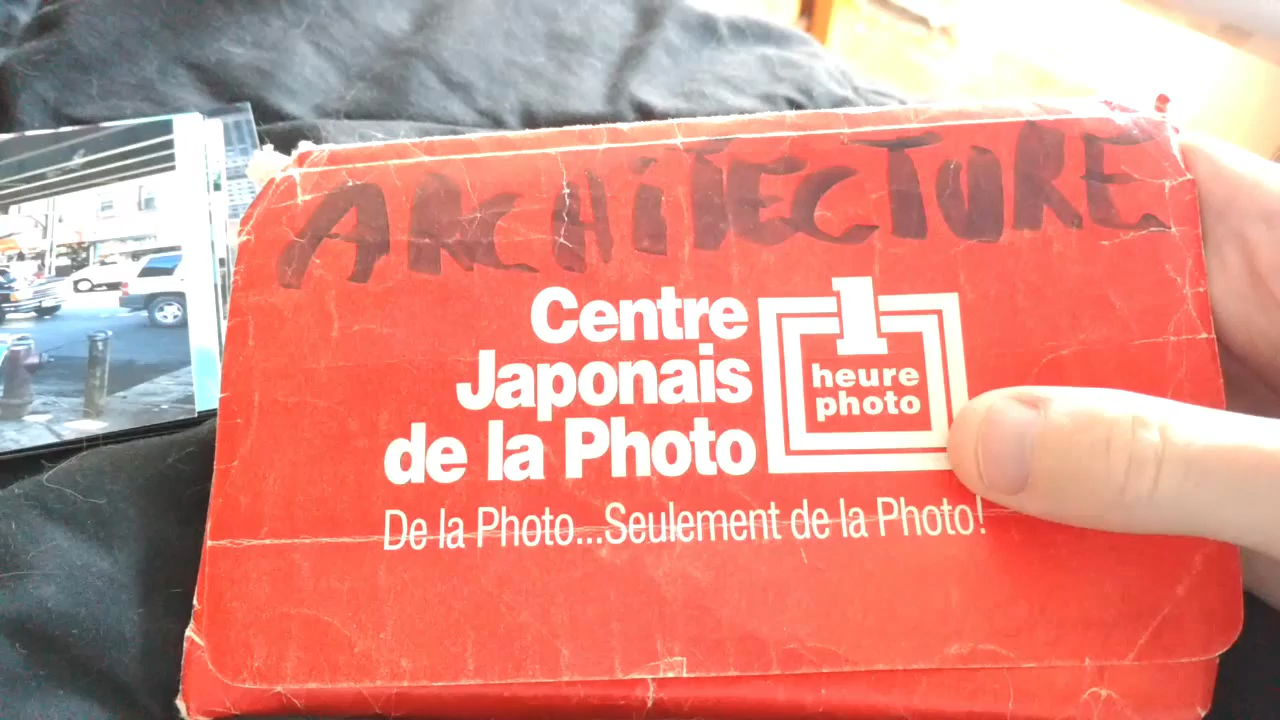 ARCHiTECTURE
Centre
Japonais
de la Photo
1
heure
photo
De la Photo...Seulement de la Photo!